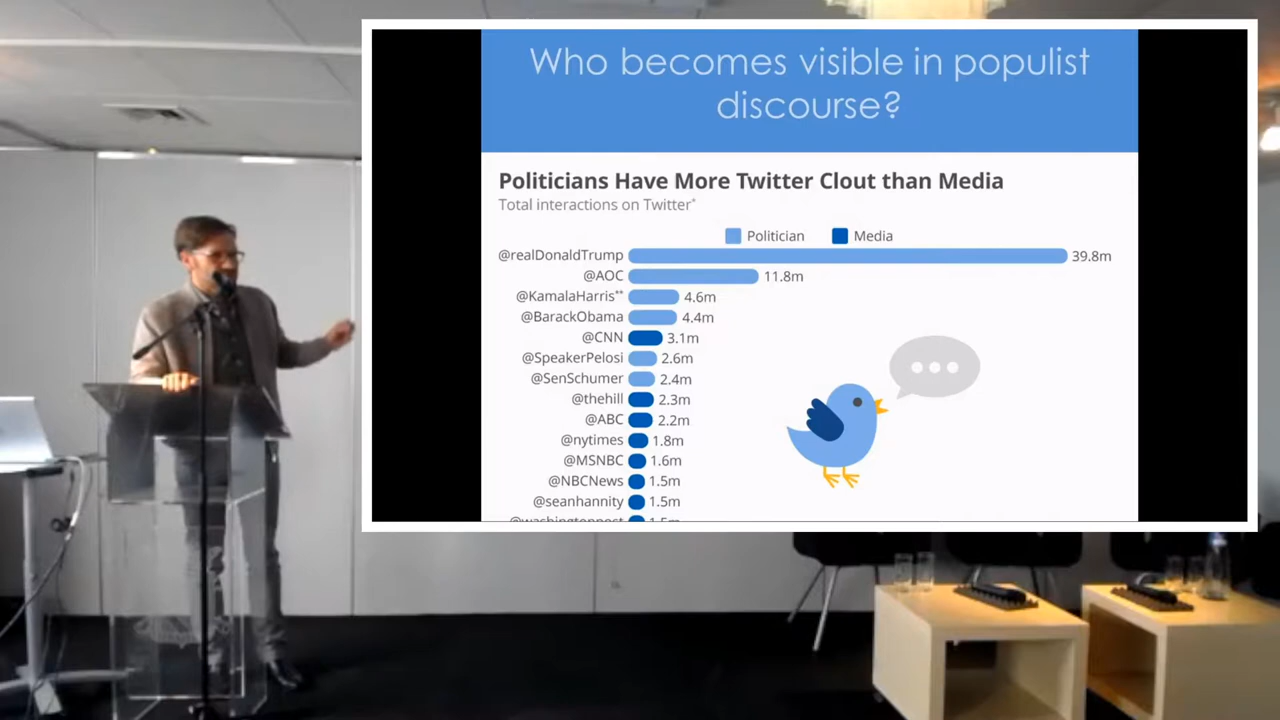 Who becomes visible in populist
discourse?
Politicians Have More Twitter Clout than Media
Total interactions on Twitter*
Politician Media
@realDonaldTrump 39.8m
@AOC 11.8m
@KamalaHarris** 4.6m
@BarackObama 4.4m
@CNN 3.1m
@SpeakerPelosi 2.6m
@SenSchumer 2.4m
@thehill 2.3m
@ABC 2.2m
@nytimes 1.8m
@MSNBC 1.6m
@NBCNews 1.5m
@seanhannity 1.5m
@washingtonpost 1.5m